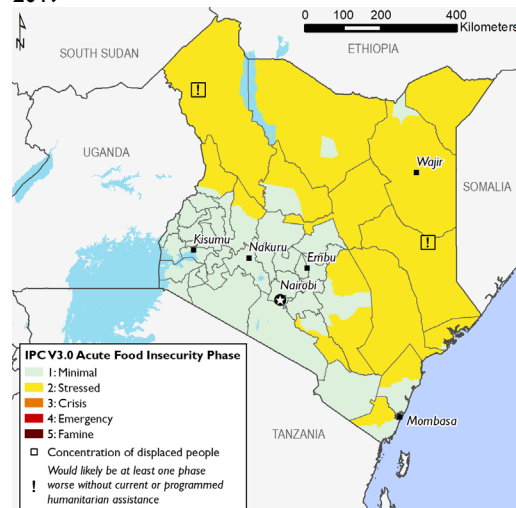 0 100 200 400
Kilometers
N
SOUTH SUDAN
ETHIOPIA
!
UGANDA
Wajir
SOMALIA
!
Kisumu
Nakuru
Embu
Nairobi
IPC V3.0 Acute Food Insecurity Phase
1: Minimal
2: Stressed
3: Crisis
4: Emergency
5: Famine
Concentration of displaced people
Would likely be at least one phase
! worse without current or programmed
humanitarian assistance
Mombasa
TANZANIA